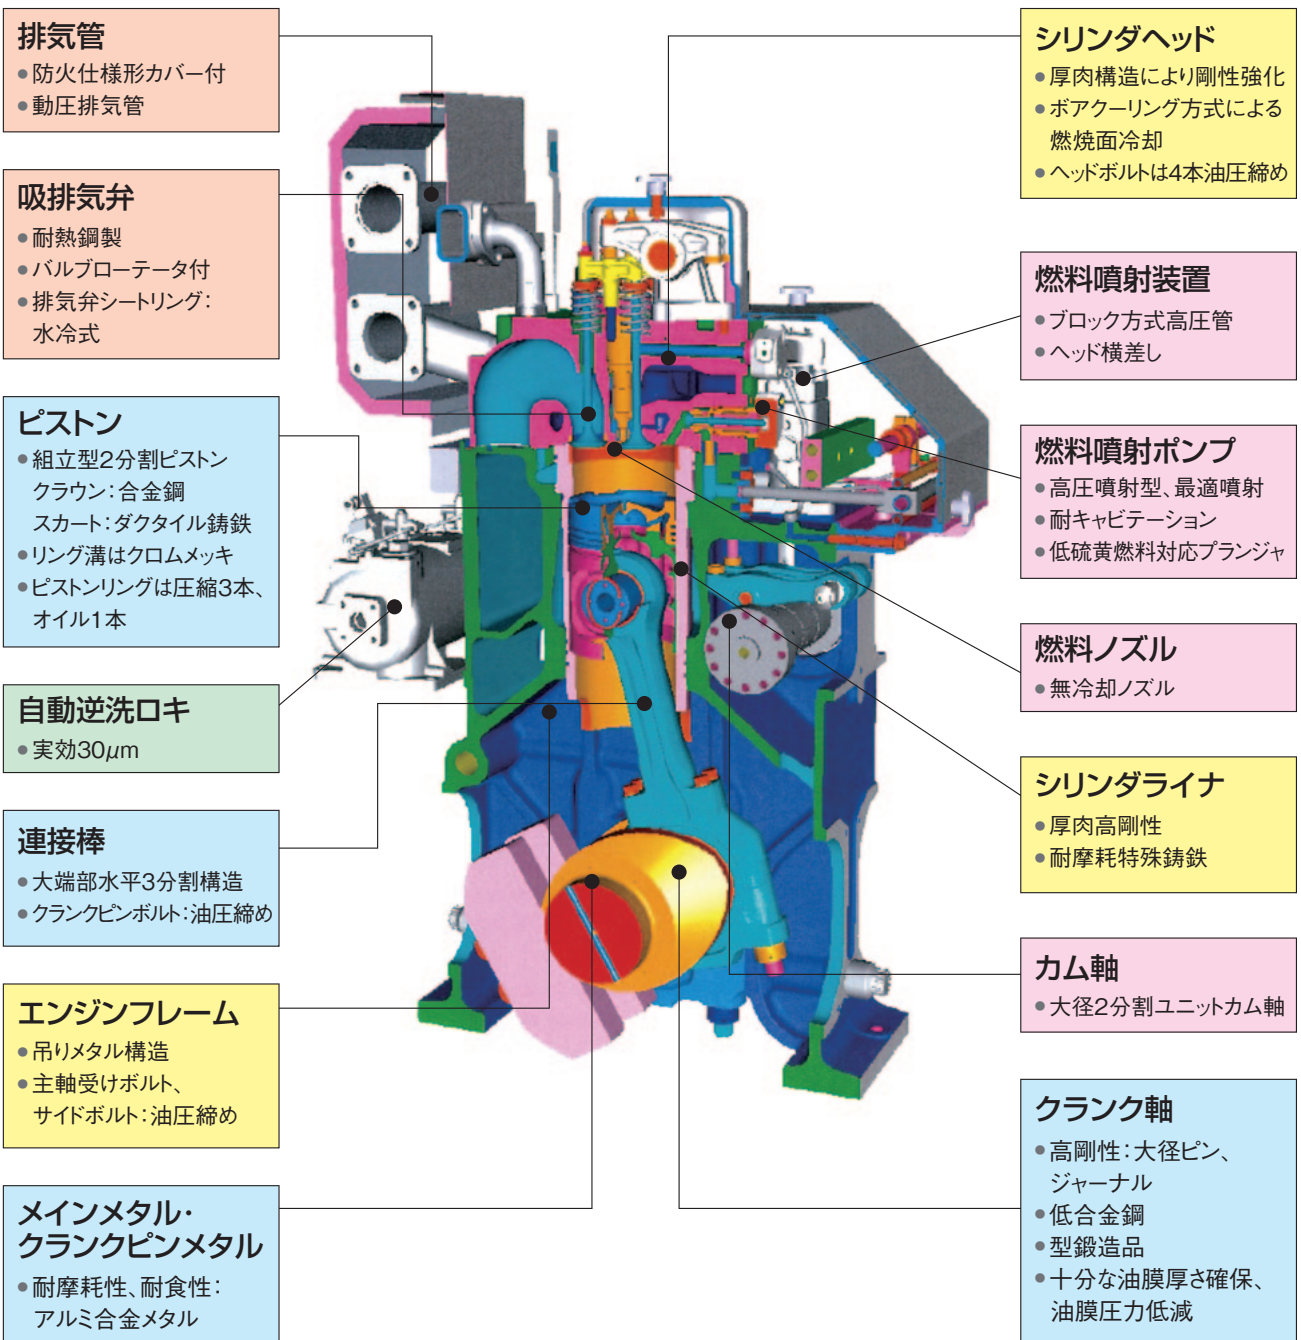 排気管
●防火仕様形カバー付
●動圧排気管
吸排気弁
●耐熱鋼製
●バルブローテータ付
●排気弁シートリング：
水冷式
ピストン
●組立型2分割ピストン
クラウン：合金鋼
スカート：ダクタイル鋳鉄
●リング溝はクロムメッキ
●ピストンリングは圧縮3本、
オイル1本
自動逆洗ロキ
●実効30μm
連接棒
●大端部水平3分割構造
●クランクピンボルト：油圧締め
エンジンフレーム
●吊りメタル構造
●主軸受けボルト、
サイドボルト：油圧締め
メインメタル・
クランクピンメタル
●耐摩耗性、耐食性：
アルミ合金メタル
シリンダヘッド
●厚肉構造により剛性強化
●ボアクーリング方式による
燃焼面冷却
●ヘッドボルトは4本油圧締め
燃料噴射装置
●ブロック方式高圧管
●ヘッド横差し
燃料噴射ポンプ
●高圧噴射型、最適噴射
●耐キャビテーション
●低硫黄燃料対応プランジャ
燃料ノズル
●無冷却ノズル
シリンダライナ
●厚肉高剛性
●耐摩耗特殊鋳鉄
カム軸
●大径2分割ユニットカム軸
クランク軸
●高剛性：大径ピン、
ジャーナル
●低合金鋼
●型鍛造品
●十分な油膜厚さ確保、
油膜圧力低減